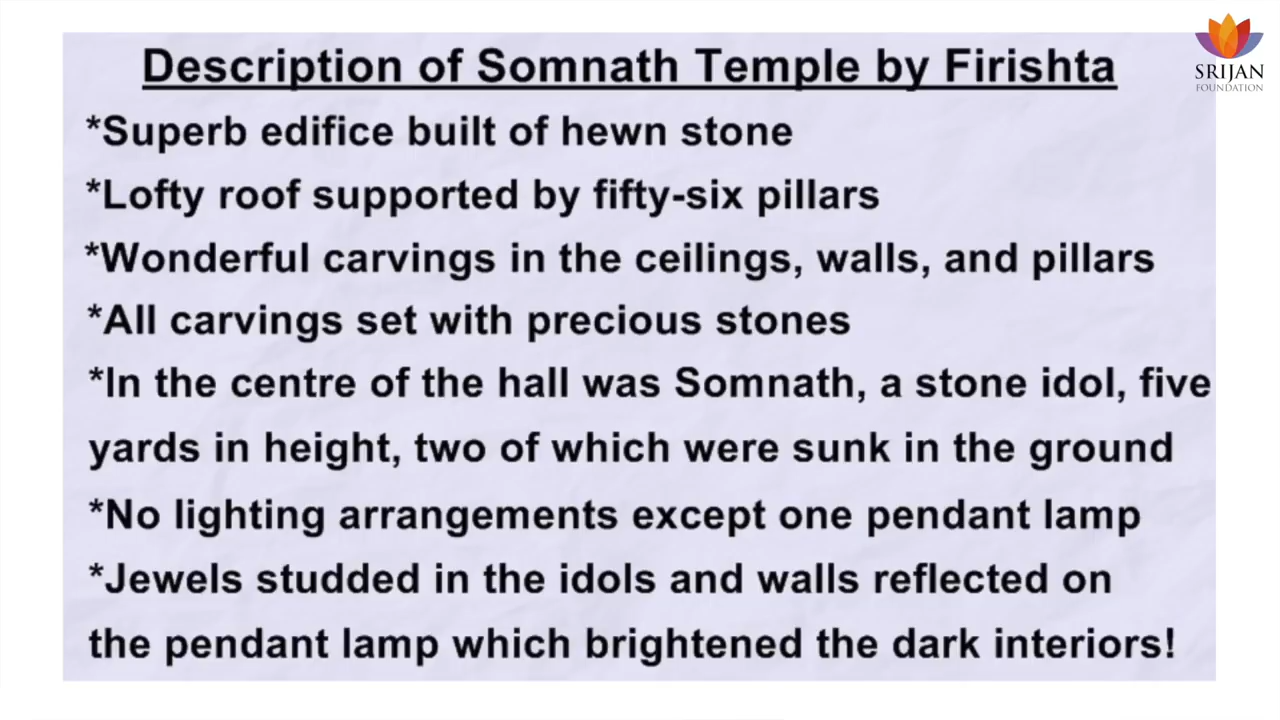 Description of Somnath Temple by Firishta
SRIJAN
FOUNDATION
*Superb edifice built of hewn stone
*Lofty roof supported by fifty-six pillars
*Wonderful carvings in the ceilings, walls, and pillars
*All carvings set with precious stones
*In the centre of the hall was Somnath, a stone idol, five
yards in height, two of which were sunk in the ground
*No lighting arrangements except one pendant lamp
*Jewels studded in the idols and walls reflected on
the pendant lamp which brightened the dark interiors!